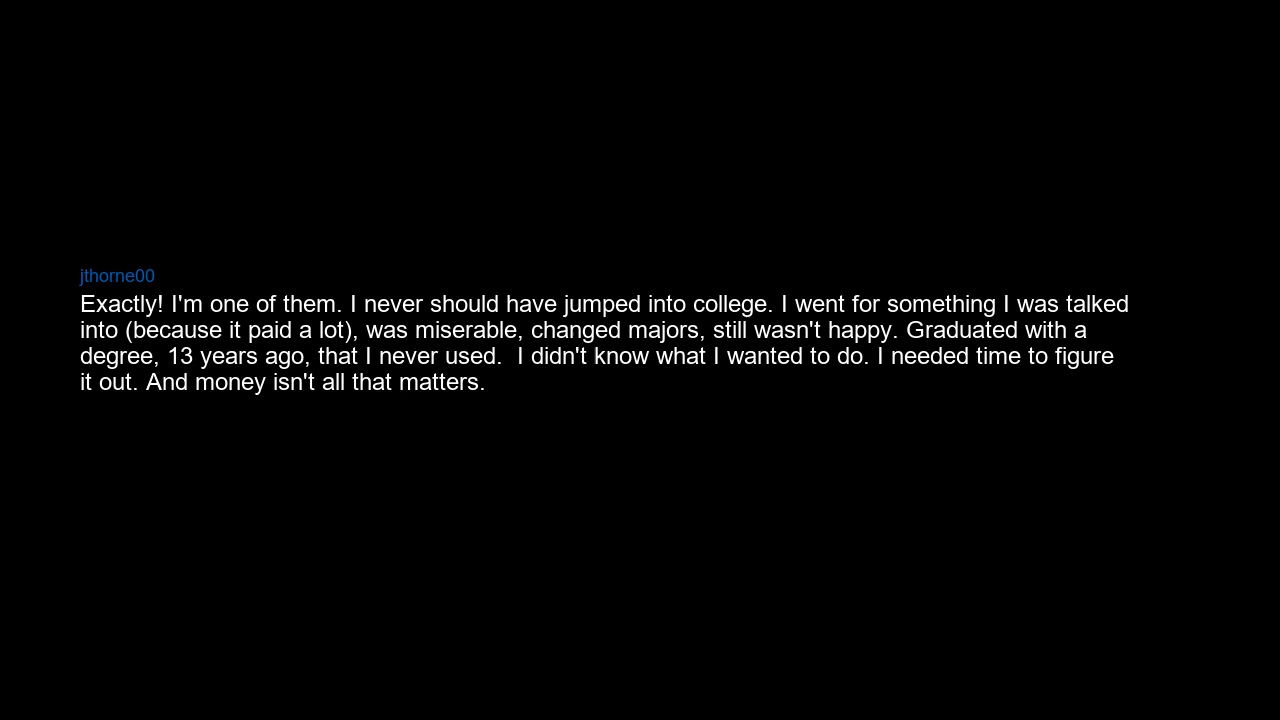 jthorne00
Exactly! I'm one of them. I never should have jumped into college. I went for something I was talked
into (because it paid a lot), was miserable, changed majors, still wasn't happy. Graduated with a
degree, 13 years ago, that I never used.  I didn't know what I wanted to do. I needed time to figure
it out. And money isn't all that matters.